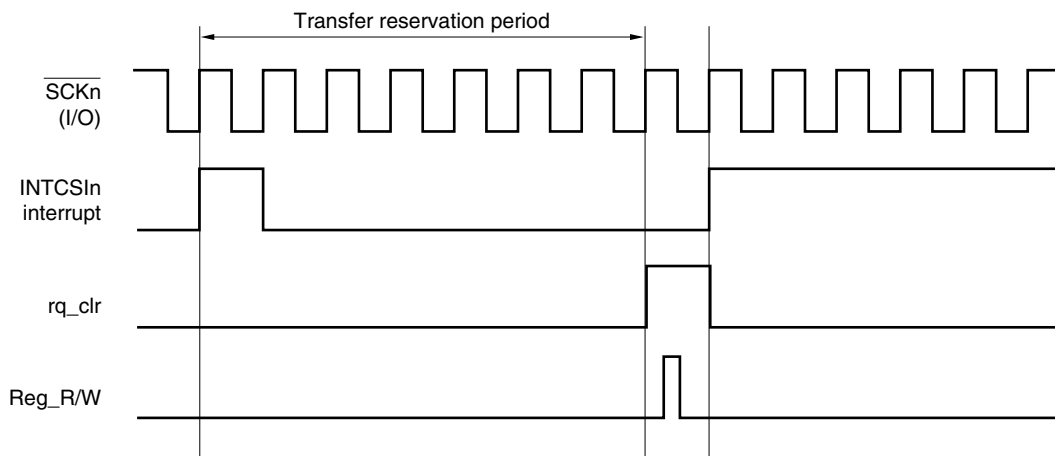 Transfer reservation period
SCKn
(I/O)
INTCSIn
interrupt
rq_clr
Reg_R/W